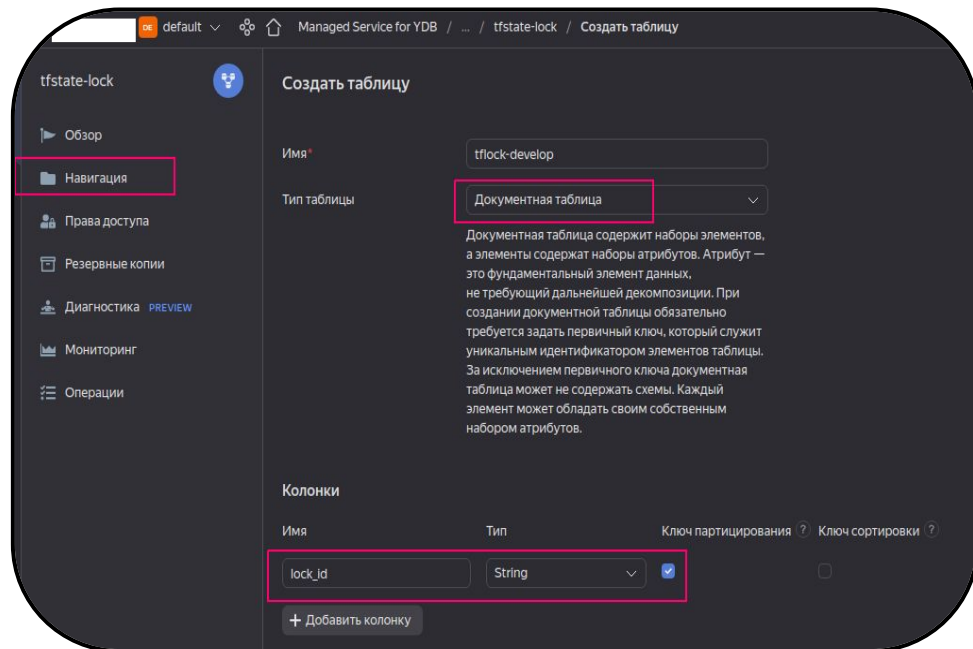 DE default Managed Service for YDB / ... / tfstate-lock / Создать таблицу
tfstate-lock
Обзор
Навигация
Права доступа
Резервные копии
Диагностика PREVIEW
Мониторинг
Операции
Создать таблицу
Имя*
tflock-develop
Тип таблицы
Документная таблица
Документная таблица содержит наборы элементов,
а элементы содержат наборы атрибутов. Атрибут —
это фундаментальный элемент данных,
не требующий дальнейшей декомпозиции. При
создании документной таблицы обязательно
требуется задать первичный ключ, который служит
уникальным идентификатором элементов таблицы.
За исключением первичного ключа документная
таблица может не содержать схемы. Каждый
элемент может обладать своим собственным
набором атрибутов.
Колонки
Имя Тип Ключ партицирования ? Ключ сортировки ?
lock_id String
+ Добавить колонку